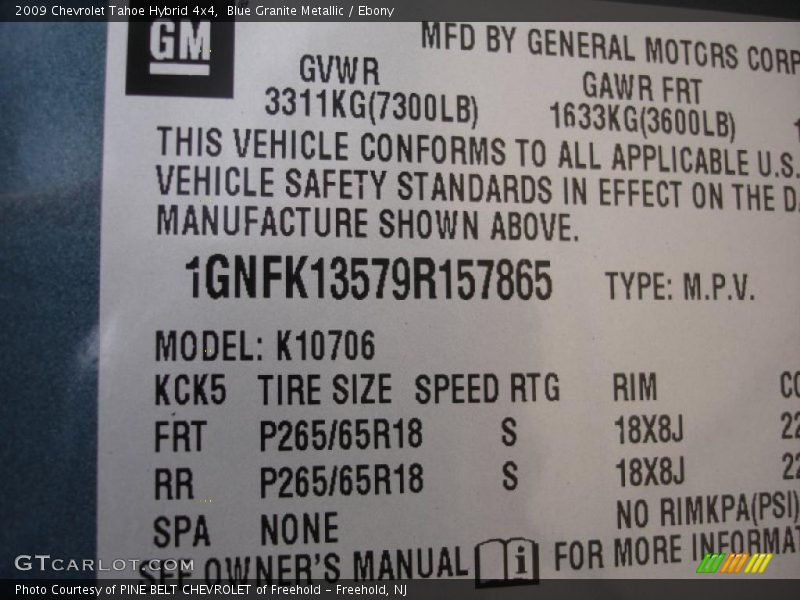 2009 Chevrolet Tahoe Hybrid 4x4, Blue Granite Metallic / Ebony
GM
MFD BY GENERAL MOTORS CORP
GVWR
GAWR FRT
3311KG(7300LB)
1633KG(3600LB)
THIS VEHICLE CONFORMS TO ALL APPLICABLE U.S.
VEHICLE SAFETY STANDARDS IN EFFECT ON THE
MANUFACTURE SHOWN ABOVE.
1GNFK13579R157865 TYPE: M.P.V.
MODEL: K10706
KCK5 TIRE SIZE SPEED RTG RIM
FRT P265/65R18 S 18X8J
RR P265/65R18 S 18X8J
SPA NONE NO RIMKPA(PSI)
SEE OWNER'S MANUAL i FOR MORE INFORMAT
GTcarlot.com
Photo Courtesy of PINE BELT CHEVROLET of Freehold - Freehold, NJ